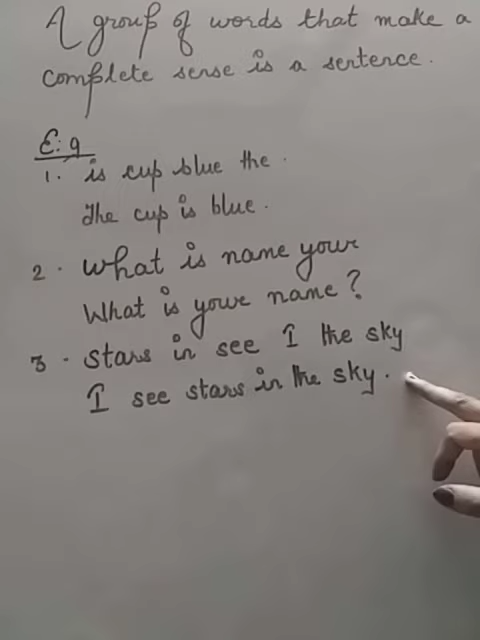 A group of words that make a
complete sense is a sentence.
E:g
1. is cup blue the.
The cup is blue.
2. What is name your
What is your name?
3. stars in see I the sky
I see stars in the sky.